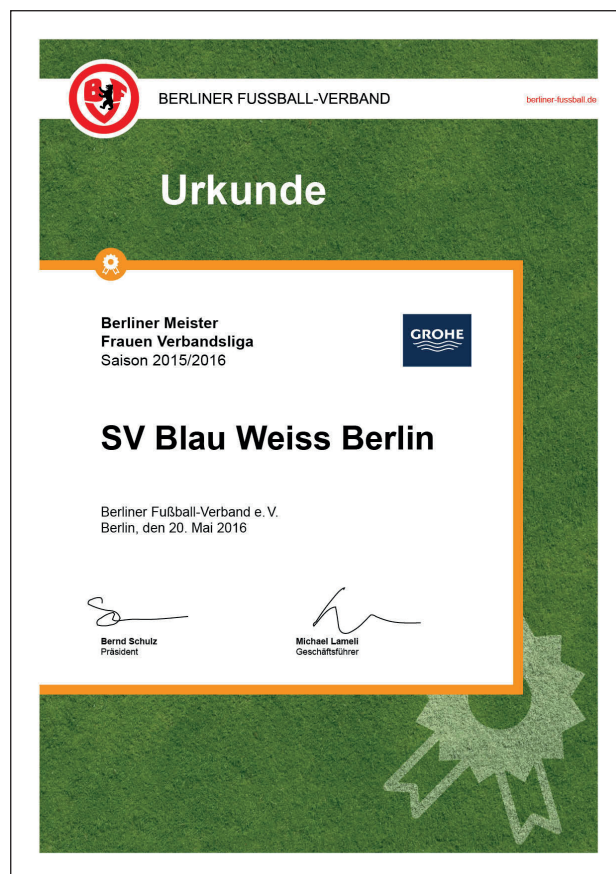 BFV
BERLINER FUSSBALL-VERBAND
berliner-fussball.de
Urkunde
Berliner Meister
Frauen Verbandsliga
Saison 2015/2016
GROHE
SV Blau Weiss Berlin
Berliner Fußball-Verband e. V.
Berlin, den 20. Mai 2016
Bernd Schulz
Präsident
Michael Lameli
Geschäftsführer